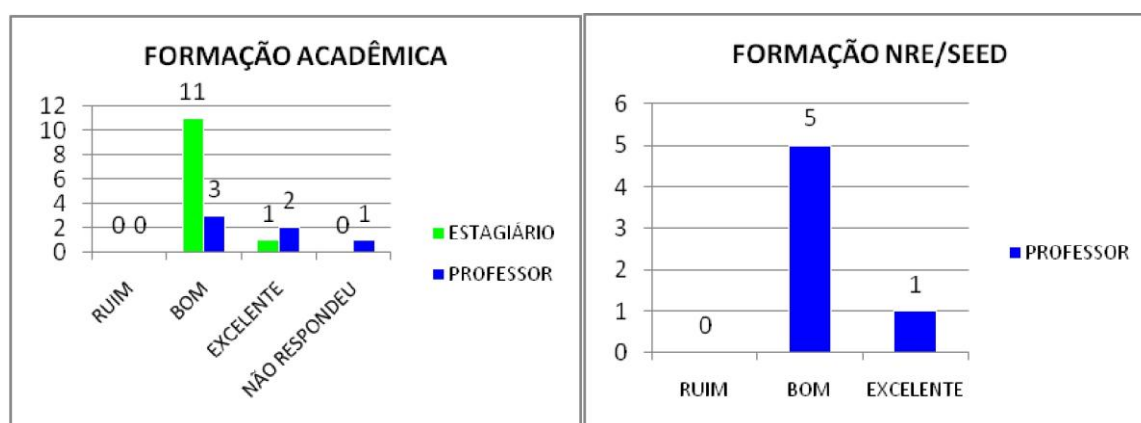 FORMAÇÃO ACADÊMICA
11
12
10
8
6
4
2
0
0 0
3
1
2
0
1
RUIM
BOM
EXCELENTE
NÃO RESPONDEU
ESTAGIÁRIO
PROFESSOR
FORMAÇÃO NRE/SEED
6
5
4
3
2
1
0
0
5
1
RUIM
BOM
EXCELENTE
PROFESSOR